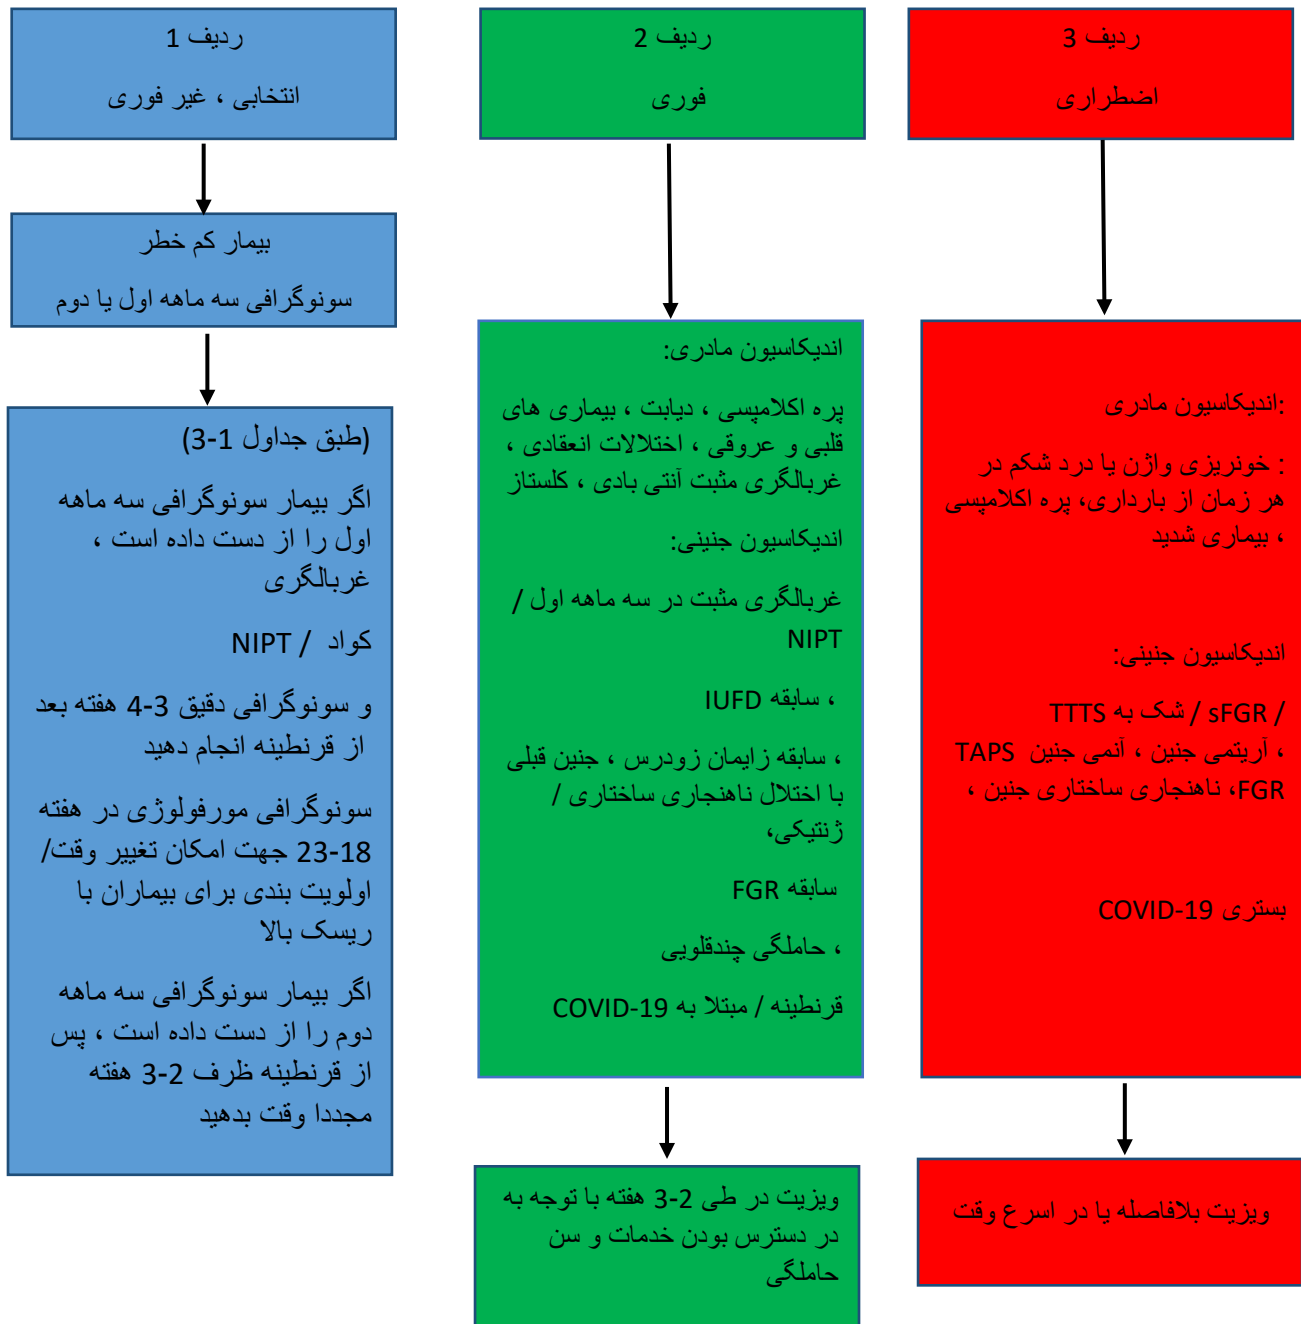 ردیف 1
انتخابی ، غیر فوری
بیمار کم خطر
سونوگرافی سه ماهه اول یا دوم
(طبق جداول 1-3)
اگر بیمار سونوگرافی سه ماهه
اول را از دست داده است ،
غربالگری
کواد / NIPT
و سونوگرافی دقیق 3-4 هفته بعد
از قرنطینه انجام دهید
سونوگرافی مورفولوژی در هفته
18-23 جهت امکان تغییر وقت/
اولویت بندی برای بیماران با
ریسک بالا
اگر بیمار سونوگرافی سه ماهه
دوم را از دست داده است ، پس
از قرنطینه ظرف 2-3 هفته
مجددا وقت بدهید
ردیف 2
فوری
اندیکاسیون مادری:
پره اکلامپسی ، دیابت ، بیماری های
قلبی و عروقی ، اختلالات انعقادی ،
غربالگری مثبت آنتی بادی ، کلستاز
اندیکاسیون جنینی:
غربالگری مثبت در سه ماهه اول /
NIPT
، سابقه IUFD
، سابقه زایمان زودرس ، جنین قبلی
با اختلال ناهنجاری ساختاری /
ژنتیکی،
سابقه FGR
، حاملگی چندقلویی
قرنطینه / مبتلا به COVID-19
ویزیت در طی 2-3 هفته با توجه به
در دسترس بودن خدمات و سن
حاملگی
ردیف 3
اضطراری
:اندیکاسیون مادری
: خونریزی واژن یا درد شکم در
هر زمان از بارداری، پره اکلامپسی
، بیماری شدید
اندیکاسیون جنینی:
/ sFGR / شک به TTTS
، آریتمی جنین ، آنمی جنین TAPS
FGR، ناهنجاری ساختاری جنین ،
بستری COVID-19
ویزیت بلافاصله یا در اسرع وقت